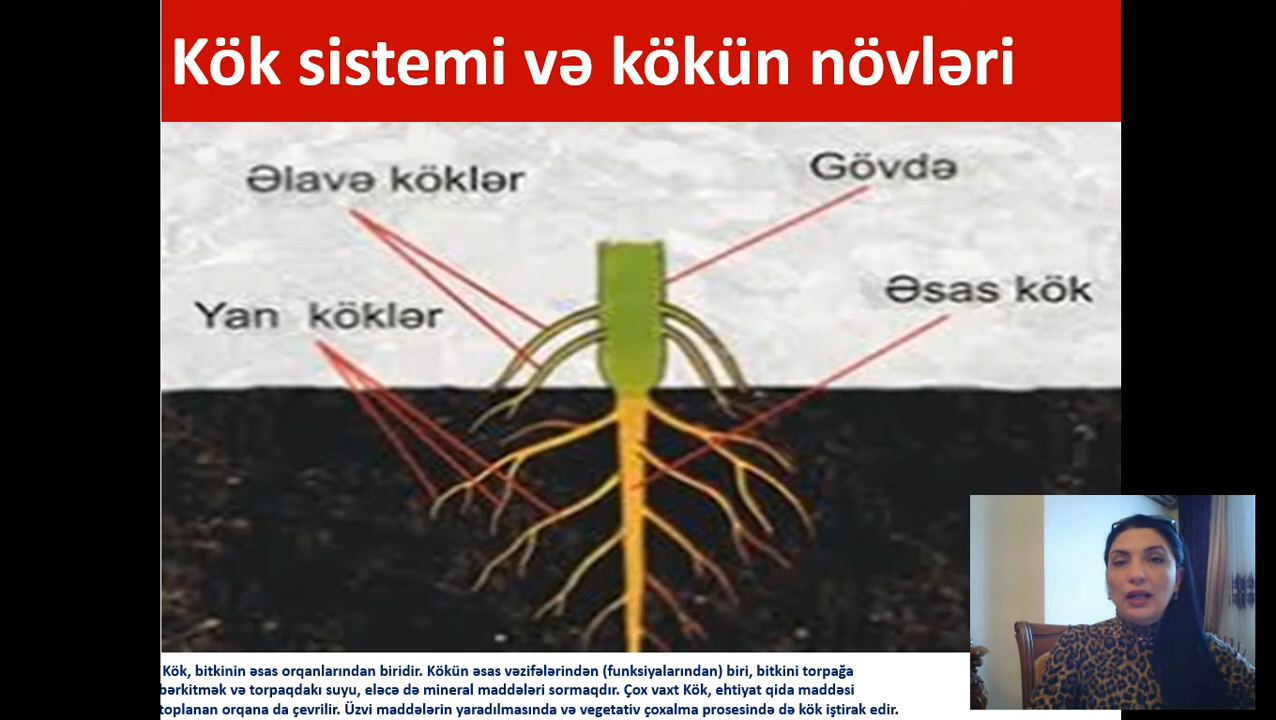 Kök sistemi və kökün növləri
Əlavə köklər
Gövdə
Əsas kök
Yan köklər
Kök, bitkinin əsas orqanlarından biridir. Kökün əsas vəzifələrindən (funksiyalarından) biri, bitkini torpağa
bərkitmək və torpaqdakı suyu, eləcə də mineral maddələri sormaqdır. Çox vaxt Kök, ehtiyat qida maddəsi
toplanan orqana da çevrilir. Üzvi maddələrin yaradılmasında və vegetativ çoxalma prosesində də kök iştirak edir.